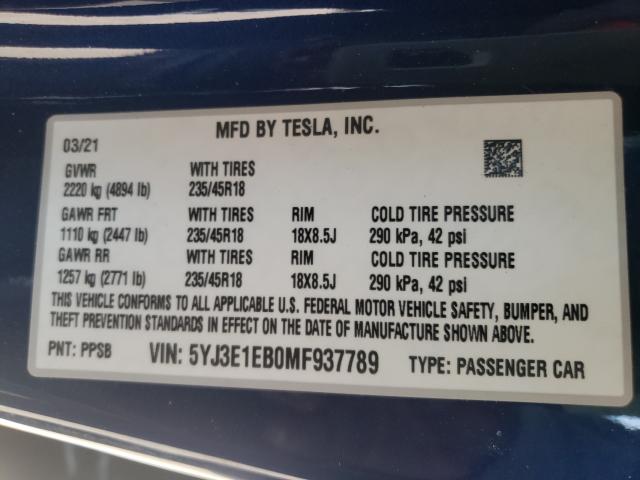 MFD BY TESLA, INC.
03/21
GVWR WITH TIRES
2220 kg (4894 lb) 235/45R18
GAWR FRT WITH TIRES RIM COLD TIRE PRESSURE
1110 kg (2447 lb) 235/45R18 18X8.5J 290 kPa, 42 psi
GAWR RR WITH TIRES RIM COLD TIRE PRESSURE
1257 kg (2771 lb) 235/45R18 18X8.5J 290 kPa, 42 psi
THIS VEHICLE CONFORMS TO ALL APPLICABLE U.S. FEDERAL MOTOR VEHICLE SAFETY, BUMPER, AND
THEFT PREVENTION STANDARDS IN EFFECT ON THE DATE OF MANUFACTURE SHOWN ABOVE.
PNT: PPSB VIN: 5YJ3E1EB0MF937789 TYPE: PASSENGER CAR